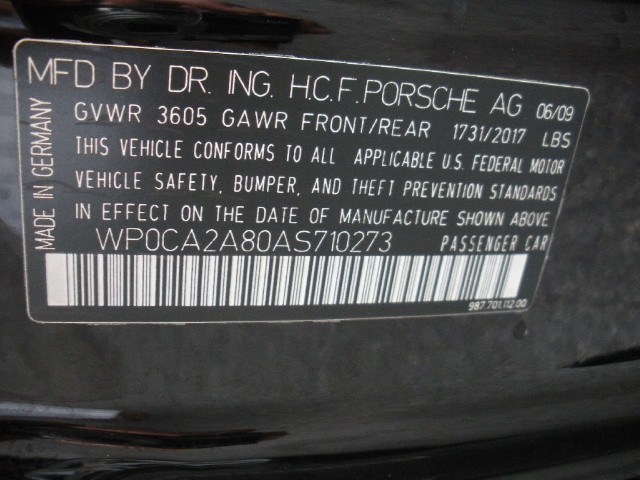 MFD BY DR. ING. H.C.F. PORSCHE AG 06/09
GVWR 3605 GAWR FRONT/REAR 1731/2017 LBS
THIS VEHICLE CONFORMS TO ALL APPLICABLE U.S. FEDERAL MOTOR
VEHICLE SAFETY, BUMPER, AND THEFT PREVENTION STANDARDS
IN EFFECT ON THE DATE OF MANUFACTURE SHOWN ABOVE.
WP0CA2A80AS710273 PASSENGER CAR
987.701.112.00
MADE IN GERMANY